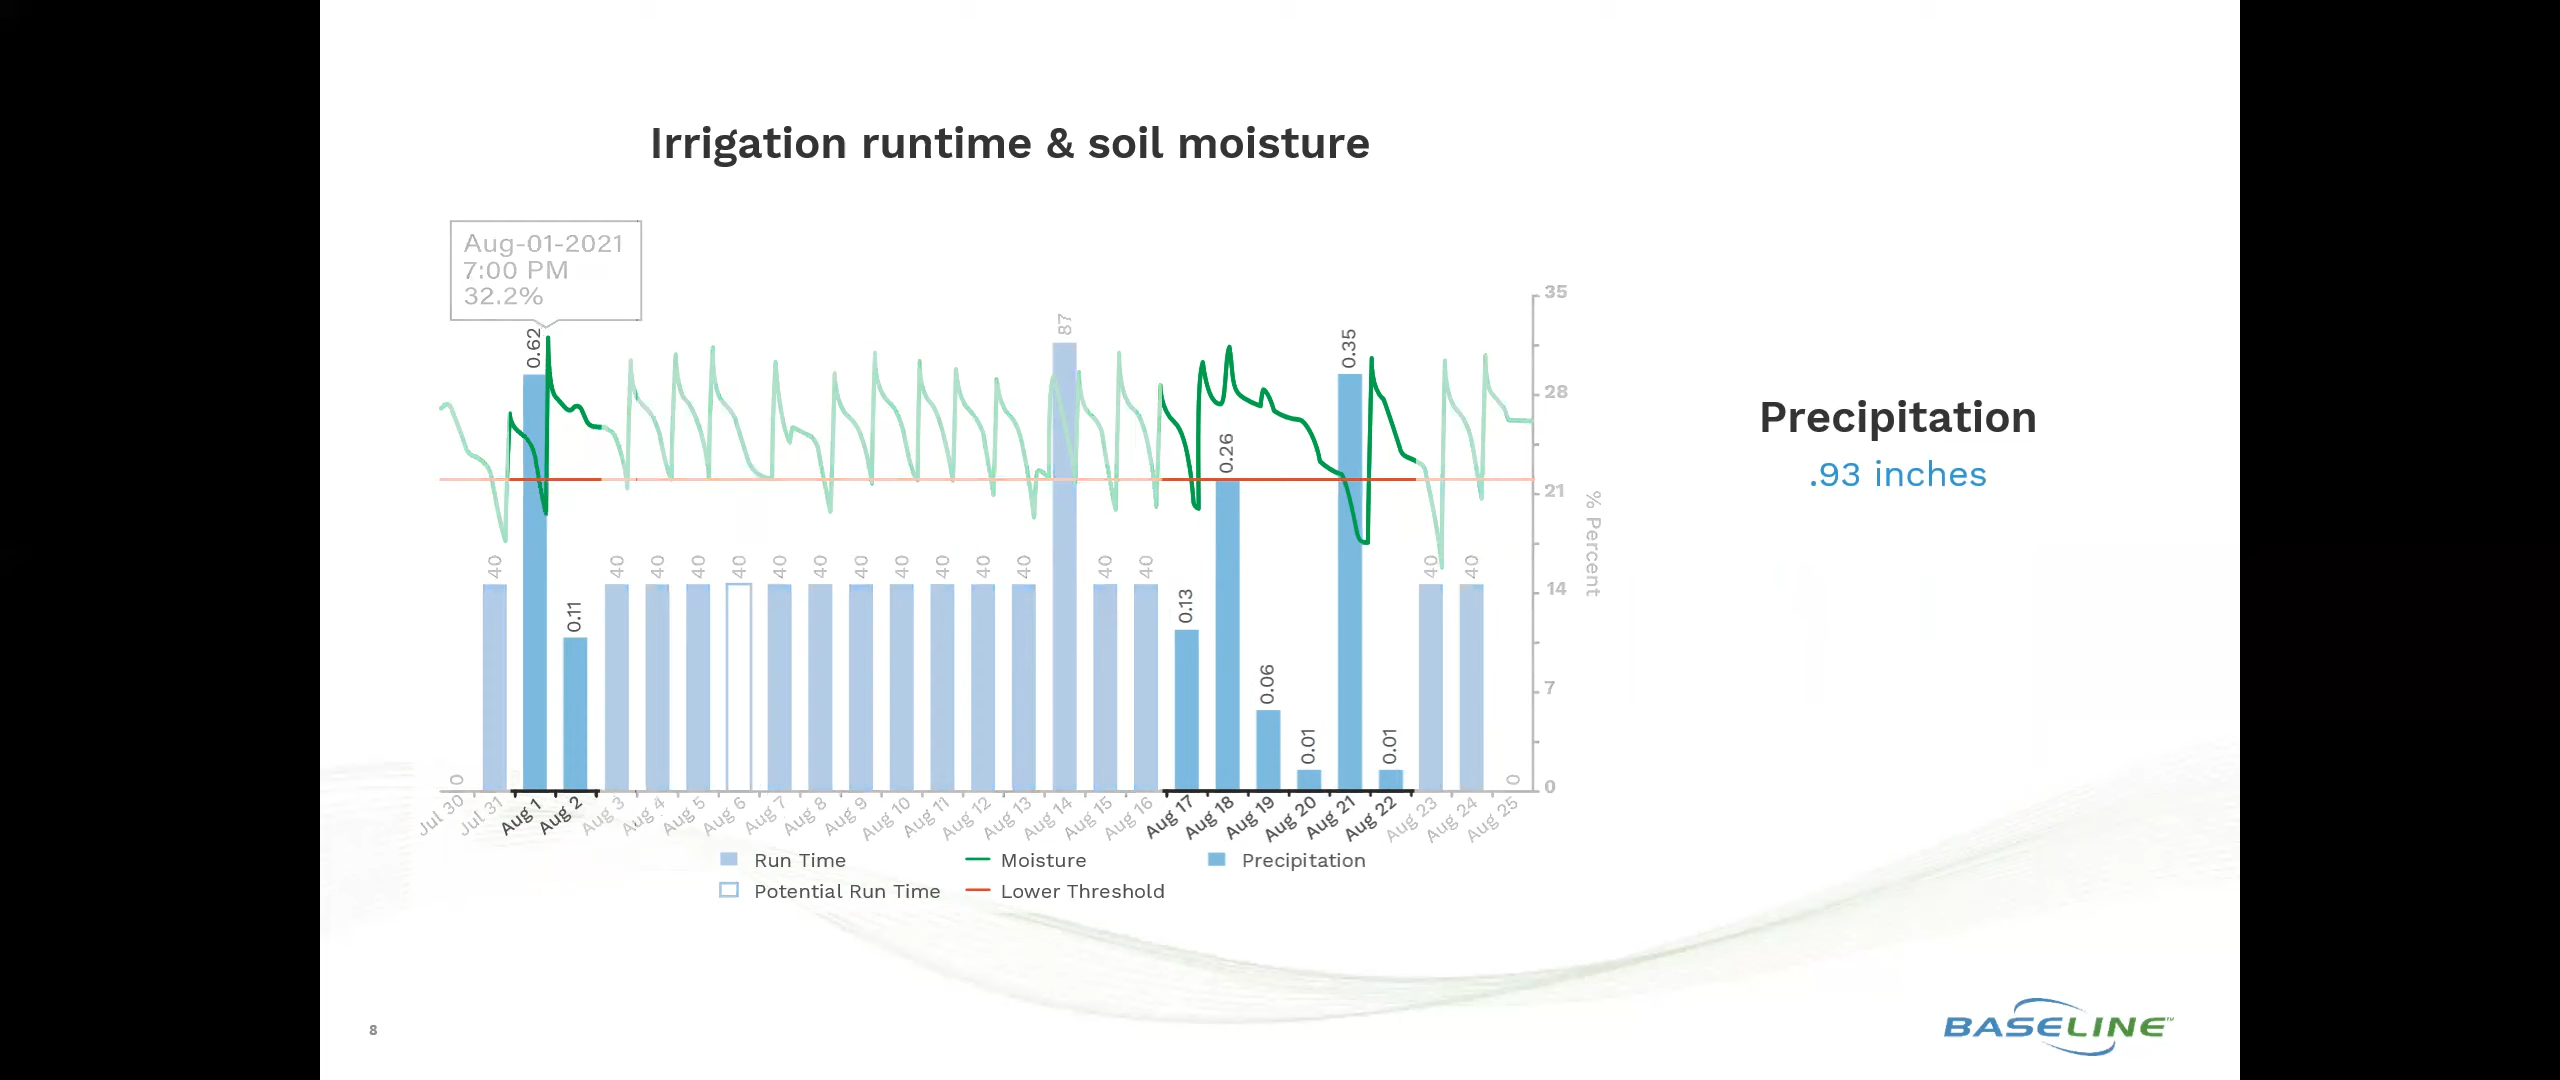 Irrigation runtime & soil moisture
Aug-01-2021
7:00 PM
32.2%
35
28
21
14
7
0
% Percent
0
40
0.62
0.11
40
40
40
40
40
40
40
40
40
40
40
87
40
40
0.13
0.26
0.06
0.01
0.35
0.01
40
40
0
Jul 30
Jul 31
Aug 1
Aug 2
Aug 3
Aug 4
Aug 5
Aug 6
Aug 7
Aug 8
Aug 9
Aug 10
Aug 11
Aug 12
Aug 13
Aug 14
Aug 15
Aug 16
Aug 17
Aug 18
Aug 19
Aug 20
Aug 21
Aug 22
Aug 23
Aug 24
Aug 25
Run Time
Moisture
Precipitation
Potential Run Time
Lower Threshold
Precipitation
.93 inches
8
BASELINE™